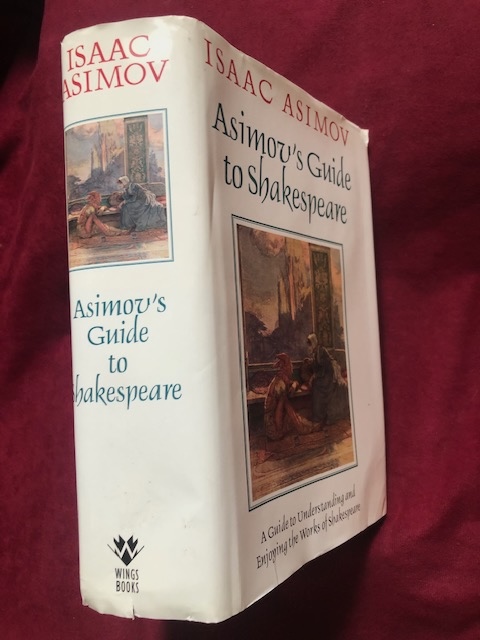 ISAAC
ASIMOV
Asimov's
Guide
to
Shakespeare
WINGS
BOOKS
ISAAC ASIMOV
Asimov's Guide
to Shakespeare
A Guide to Understanding and
Enjoying the Works of Shakespeare